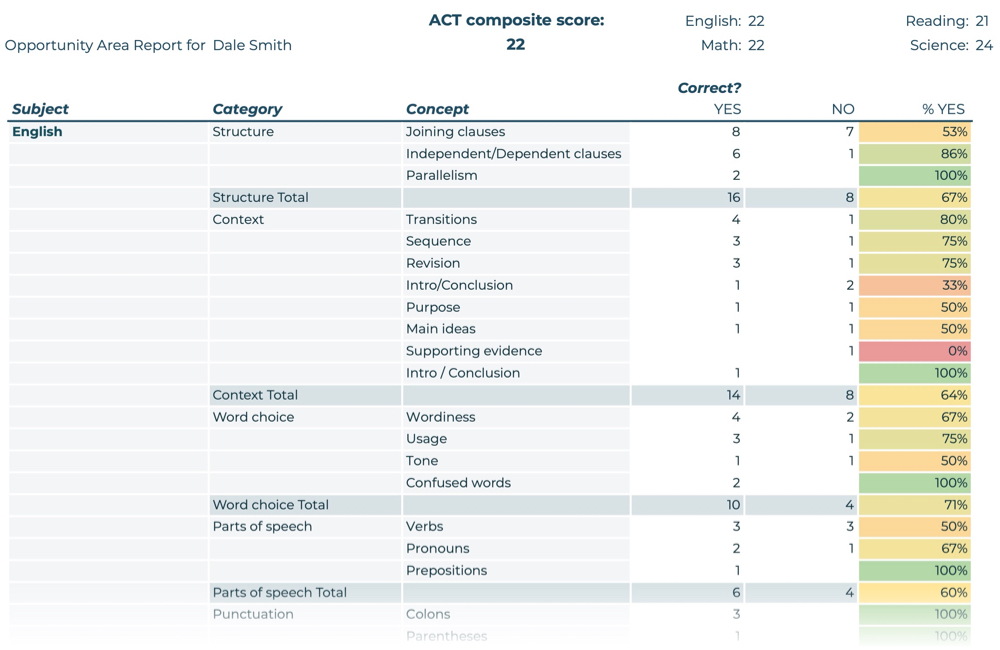 ACT composite score: English: 22 Reading: 21
Opportunity Area Report for Dale Smith 22 Math: 22 Science: 24
Correct?
Subject Category Concept YES NO % YES
English Structure Joining clauses 8 7 53%
Independent/Dependent clauses 6 1 86%
Parallelism 2 100%
Structure Total 16 8 67%
Context Transitions 4 1 80%
Sequence 3 1 75%
Revision 3 1 75%
Intro/Conclusion 1 2 33%
Purpose 1 1 50%
Main ideas 1 1 50%
Supporting evidence 1 0%
Intro / Conclusion 1 100%
Context Total 14 8 64%
Word choice Wordiness 4 2 67%
Usage 3 1 75%
Tone 1 1 50%
Confused words 2 100%
Word choice Total 10 4 71%
Parts of speech Verbs 3 3 50%
Pronouns 2 1 67%
Prepositions 1 100%
Parts of speech Total 6 4 60%
Punctuation Colons 3 100%
Parentheses 1 100%